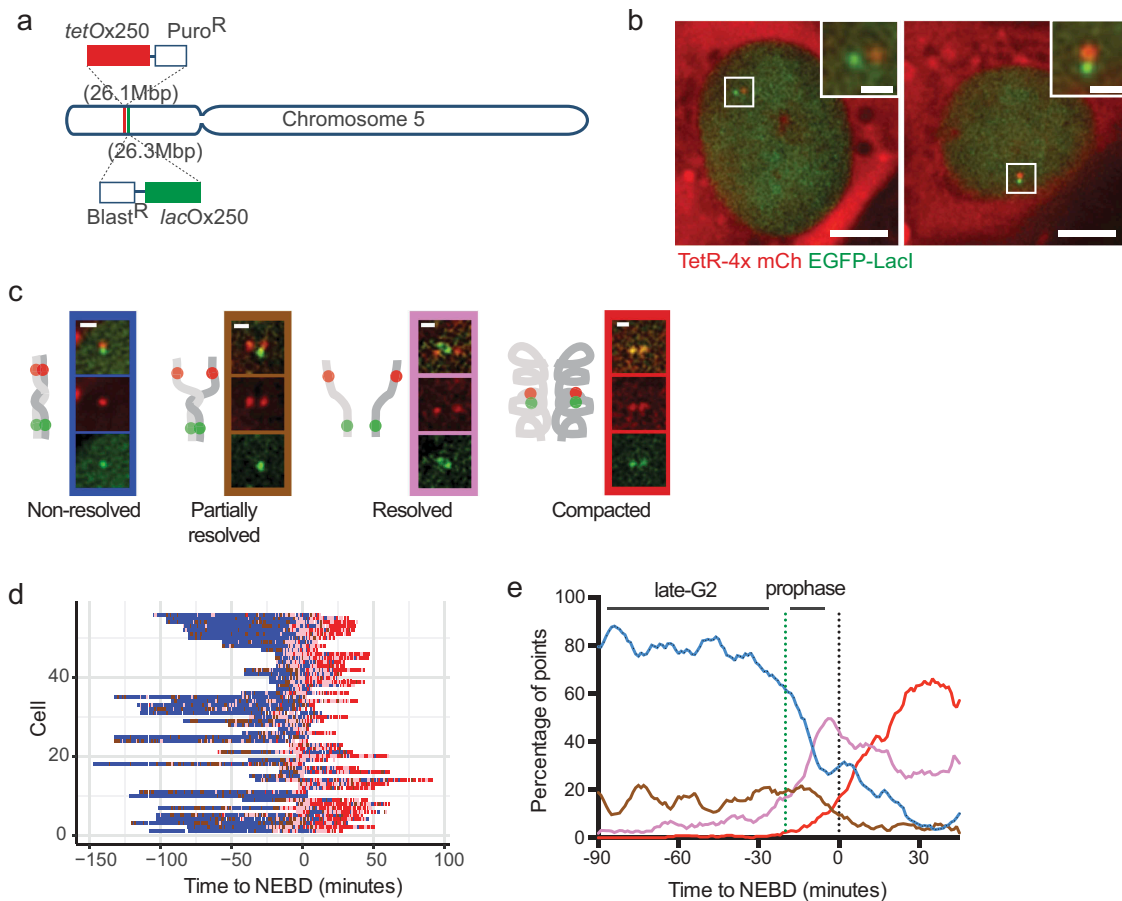 a
tetOx250 PuroR
(26.1Mbp)
Chromosome 5
(26.3Mbp)
BlastR lacOx250
b
TetR-4x mCh EGFP-LacI
c
Non-resolved
Partially
resolved
Resolved
Compacted
d
Cell
40
20
0
−150 −100 −50 0 50 100
Time to NEBD (minutes)
e
late-G2 prophase
Percentage of points
100
80
60
40
20
0
-90 -60 -30 0 30
Time to NEBD (minutes)